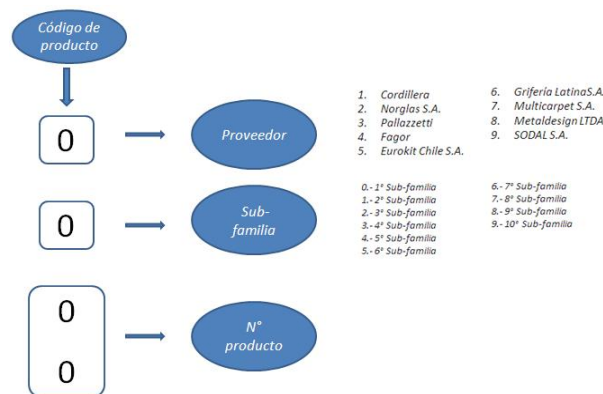 Código de
producto
0
Proveedor
1. Cordillera
2. Norglas S.A.
3. Pallazzetti
4. Fagor
5. Eurokit Chile S.A.
6. Grifería Latina S.A.
7. Multicarpet S.A.
8. Metaldesign LTDA
9. SODAL S.A.
0
Sub-
familia
0.- 1° Sub-familia
1.- 2° Sub-familia
2.- 3° Sub-familia
3.- 4° Sub-familia
4.- 5° Sub-familia
5.- 6° Sub-familia
6.- 7° Sub-familia
7.- 8° Sub-familia
8.- 9° Sub-familia
9.- 10° Sub-familia
0
0
N°
producto